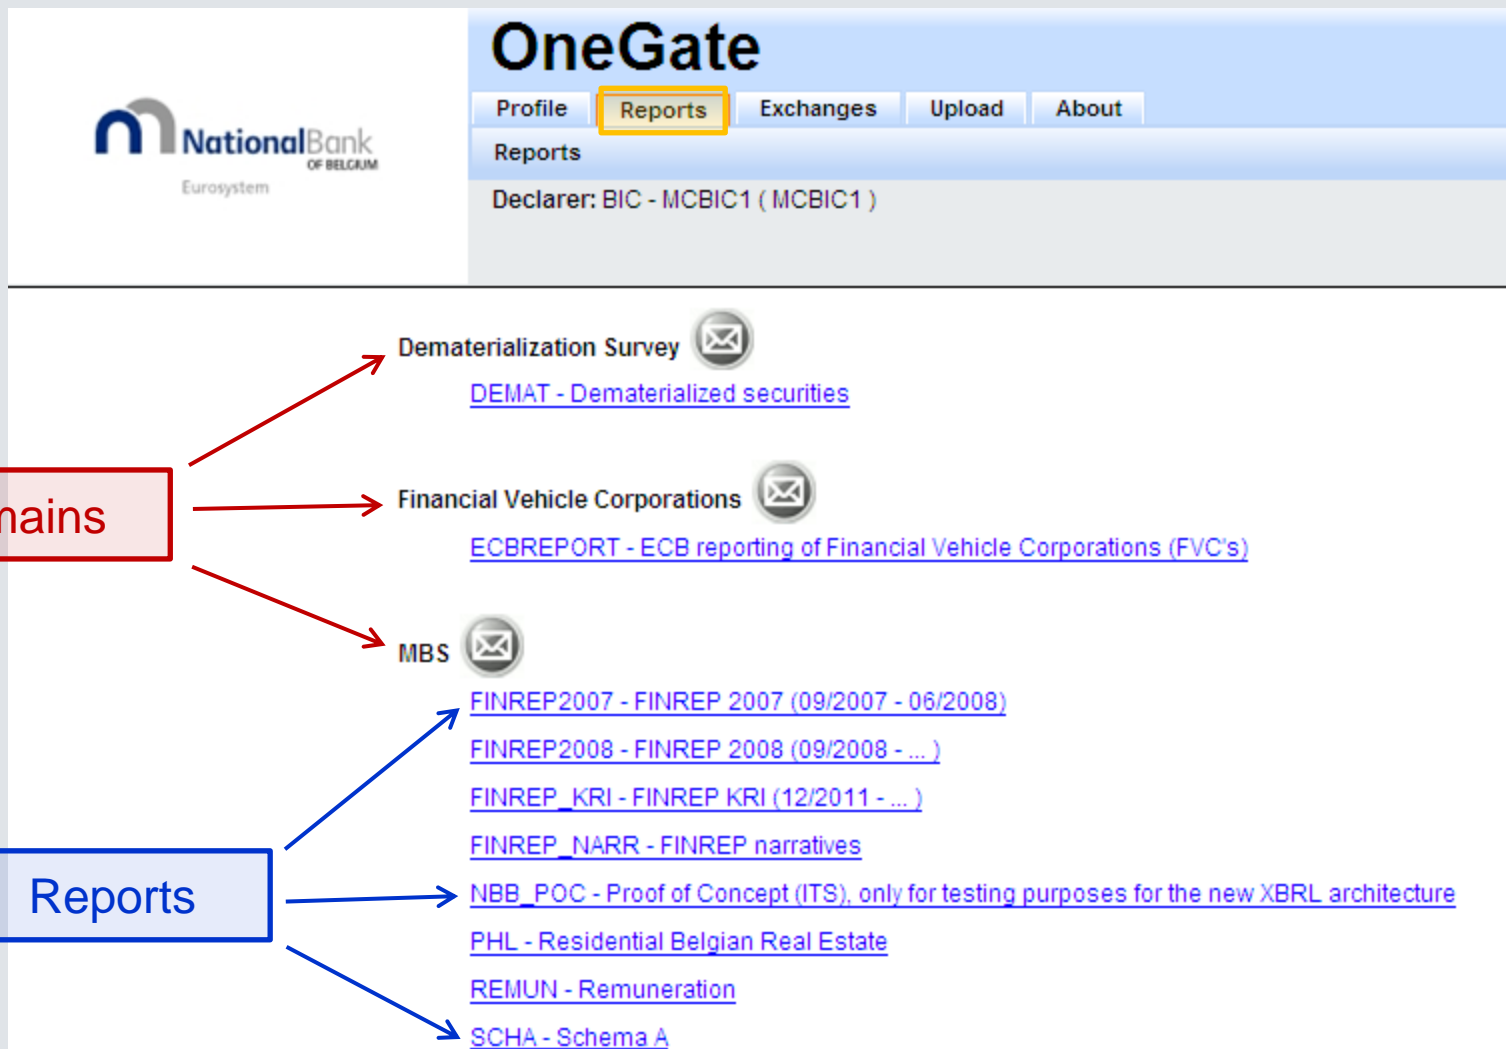 OneGate
Profile Reports Exchanges Upload About
NationalBank
OF BELGIUM
Eurosystem
Reports
Declarer: BIC - MCBIC1 ( MCBIC1 )
Dematerialization Survey
DEMAT - Dematerialized securities
Financial Vehicle Corporations
mains
ECBREPORT - ECB reporting of Financial Vehicle Corporations (FVC's)
MBS
FINREP2007 - FINREP 2007 (09/2007 - 06/2008)
FINREP2008 - FINREP 2008 (09/2008 - ... )
FINREP_KRI - FINREP KRI (12/2011 - ... )
FINREP_NARR - FINREP narratives
Reports
NBB_POC - Proof of Concept (ITS), only for testing purposes for the new XBRL architecture
PHL - Residential Belgian Real Estate
REMUN - Remuneration
SCHA - Schema A